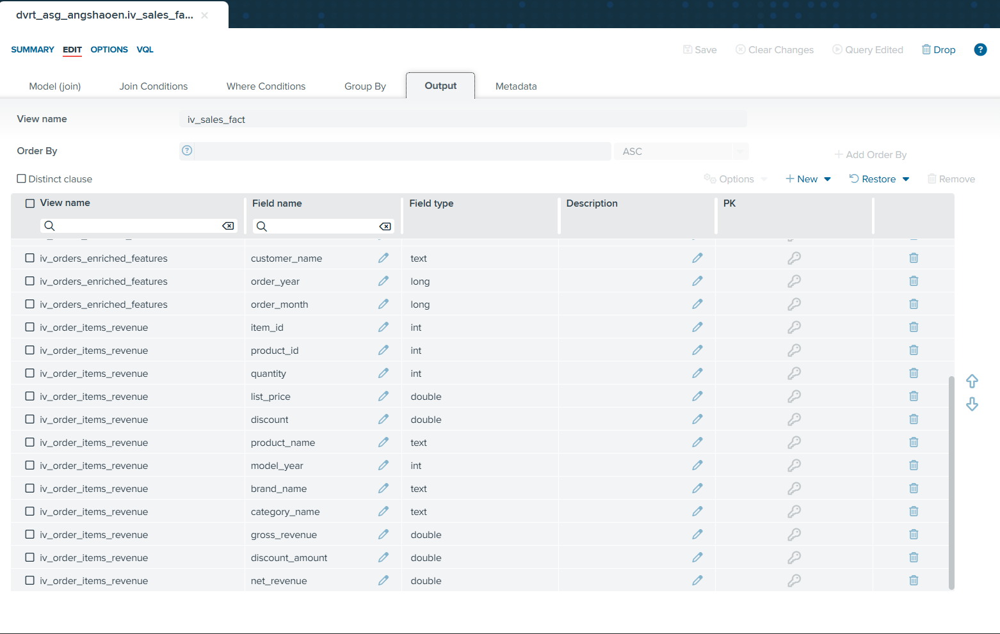 dvrt_asg_angshaoen.iv_sales_fa...
SUMMARY EDIT OPTIONS VQL
Save Clear Changes Query Edited Drop ?
Model (join) Join Conditions Where Conditions Group By Output Metadata
View name iv_sales_fact
Order By ? ASC Add Order By
Distinct clause Options New Restore Remove
View name Field name Field type Description PK
iv_orders_enriched_features customer_name text
iv_orders_enriched_features order_year long
iv_orders_enriched_features order_month long
iv_order_items_revenue item_id int
iv_order_items_revenue product_id int
iv_order_items_revenue quantity int
iv_order_items_revenue list_price double
iv_order_items_revenue discount double
iv_order_items_revenue product_name text
iv_order_items_revenue model_year int
iv_order_items_revenue brand_name text
iv_order_items_revenue category_name text
iv_order_items_revenue gross_revenue double
iv_order_items_revenue discount_amount double
iv_order_items_revenue net_revenue double